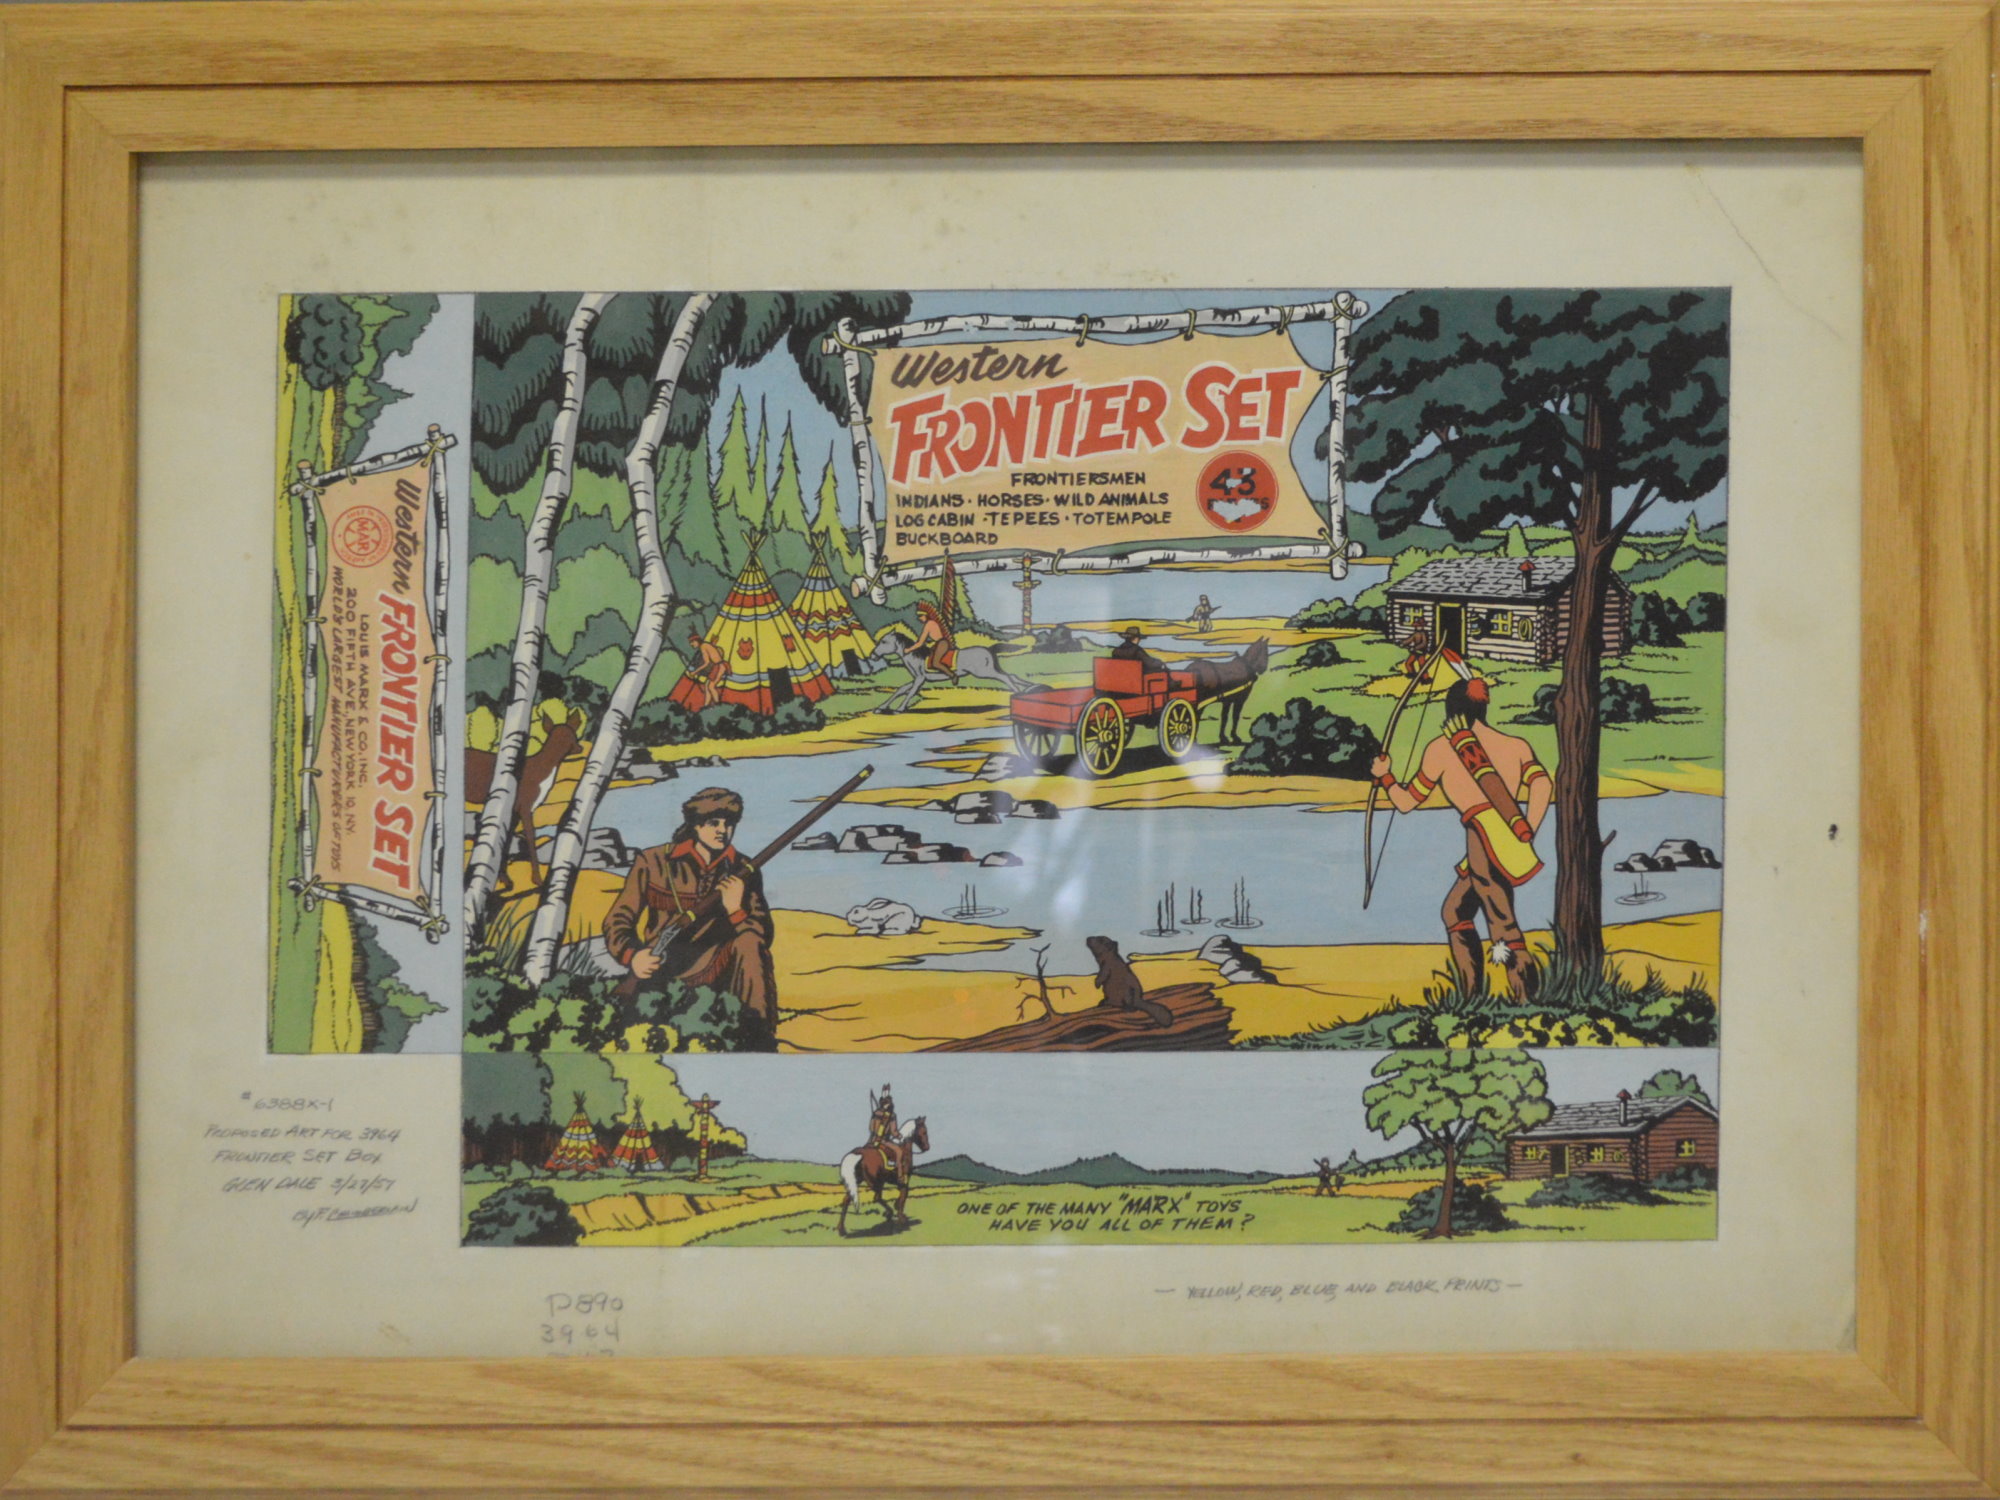 Western
FRONTIER SET
FRONTIERSMEN
INDIANS · HORSES · WILD ANIMALS
LOG CABIN · TEPEES · TOTEM POLE
BUCKBOARD
43
Western FRONTIER SET
MAR
LOUIS MARX & CO. INC.
200 FIFTH AVE., NEW YORK 10, N.Y.
WORLD'S LARGEST MANUFACTURERS OF TOYS
ONE OF THE MANY "MARX" TOYS
HAVE YOU ALL OF THEM?
#6388X-1
PROPOSED ART FOR 3964
FRONTIER SET BOX
GLEN DALE 3/27/57
BY F.
— YELLOW, RED, BLUE, AND BLACK PRINTS —
P890
3964